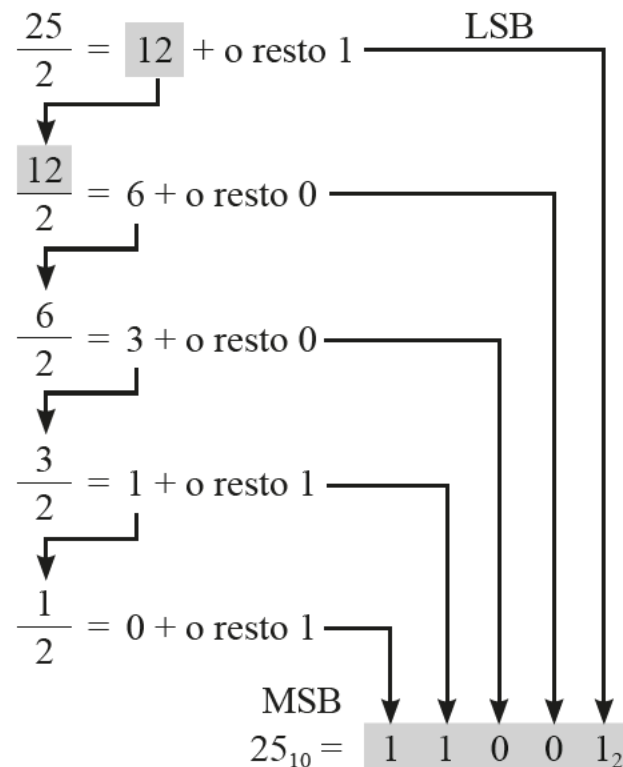 25/2 = 12 + o resto 1 LSB
12/2 = 6 + o resto 0
6/2 = 3 + o resto 0
3/2 = 1 + o resto 1
1/2 = 0 + o resto 1
MSB
25₁₀ = 1 1 0 0 1₂